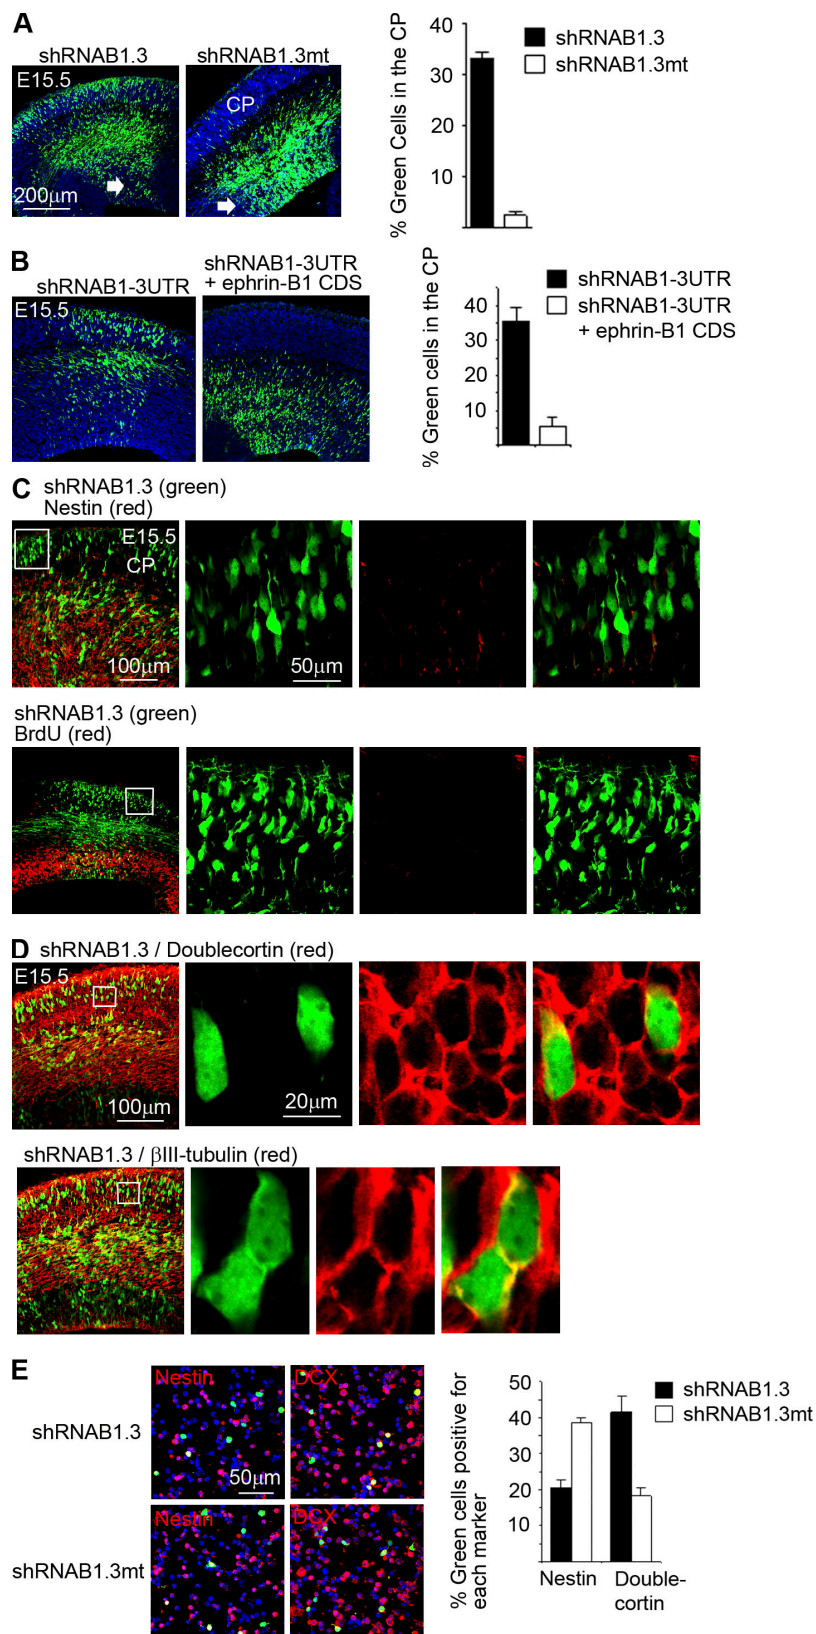 A
shRNAB1.3
shRNAB1.3mt
E15.5
CP
200μm
% Green Cells in the CP
40
30
20
10
shRNAB1.3
shRNAB1.3mt
B
shRNAB1-3UTR
shRNAB1-3UTR
+ ephrin-B1 CDS
E15.5
% Green cells in the CP
40
30
20
10
shRNAB1-3UTR
shRNAB1-3UTR
+ ephrin-B1 CDS
C
shRNAB1.3 (green)
Nestin (red)
E15.5
CP
100μm
50μm
shRNAB1.3 (green)
BrdU (red)
D
shRNAB1.3 / Doublecortin (red)
E15.5
100μm
20μm
shRNAB1.3 / βIII-tubulin (red)
E
Nestin
DCX
shRNAB1.3
50μm
Nestin
DCX
shRNAB1.3mt
% Green cells positive for
each marker
50
40
30
20
10
Nestin
Double-
cortin
shRNAB1.3
shRNAB1.3mt